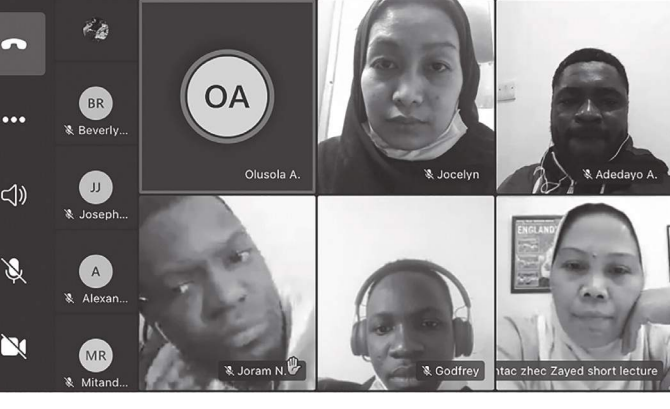 BR
Beverly...
JJ
Joseph...
A
Alexan...
MR
Mitand...
OA
Olusola A.
Jocelyn
Adedayo A.
Joram N.
Godfrey
ENGLAND
ntac zhec Zayed short lecture